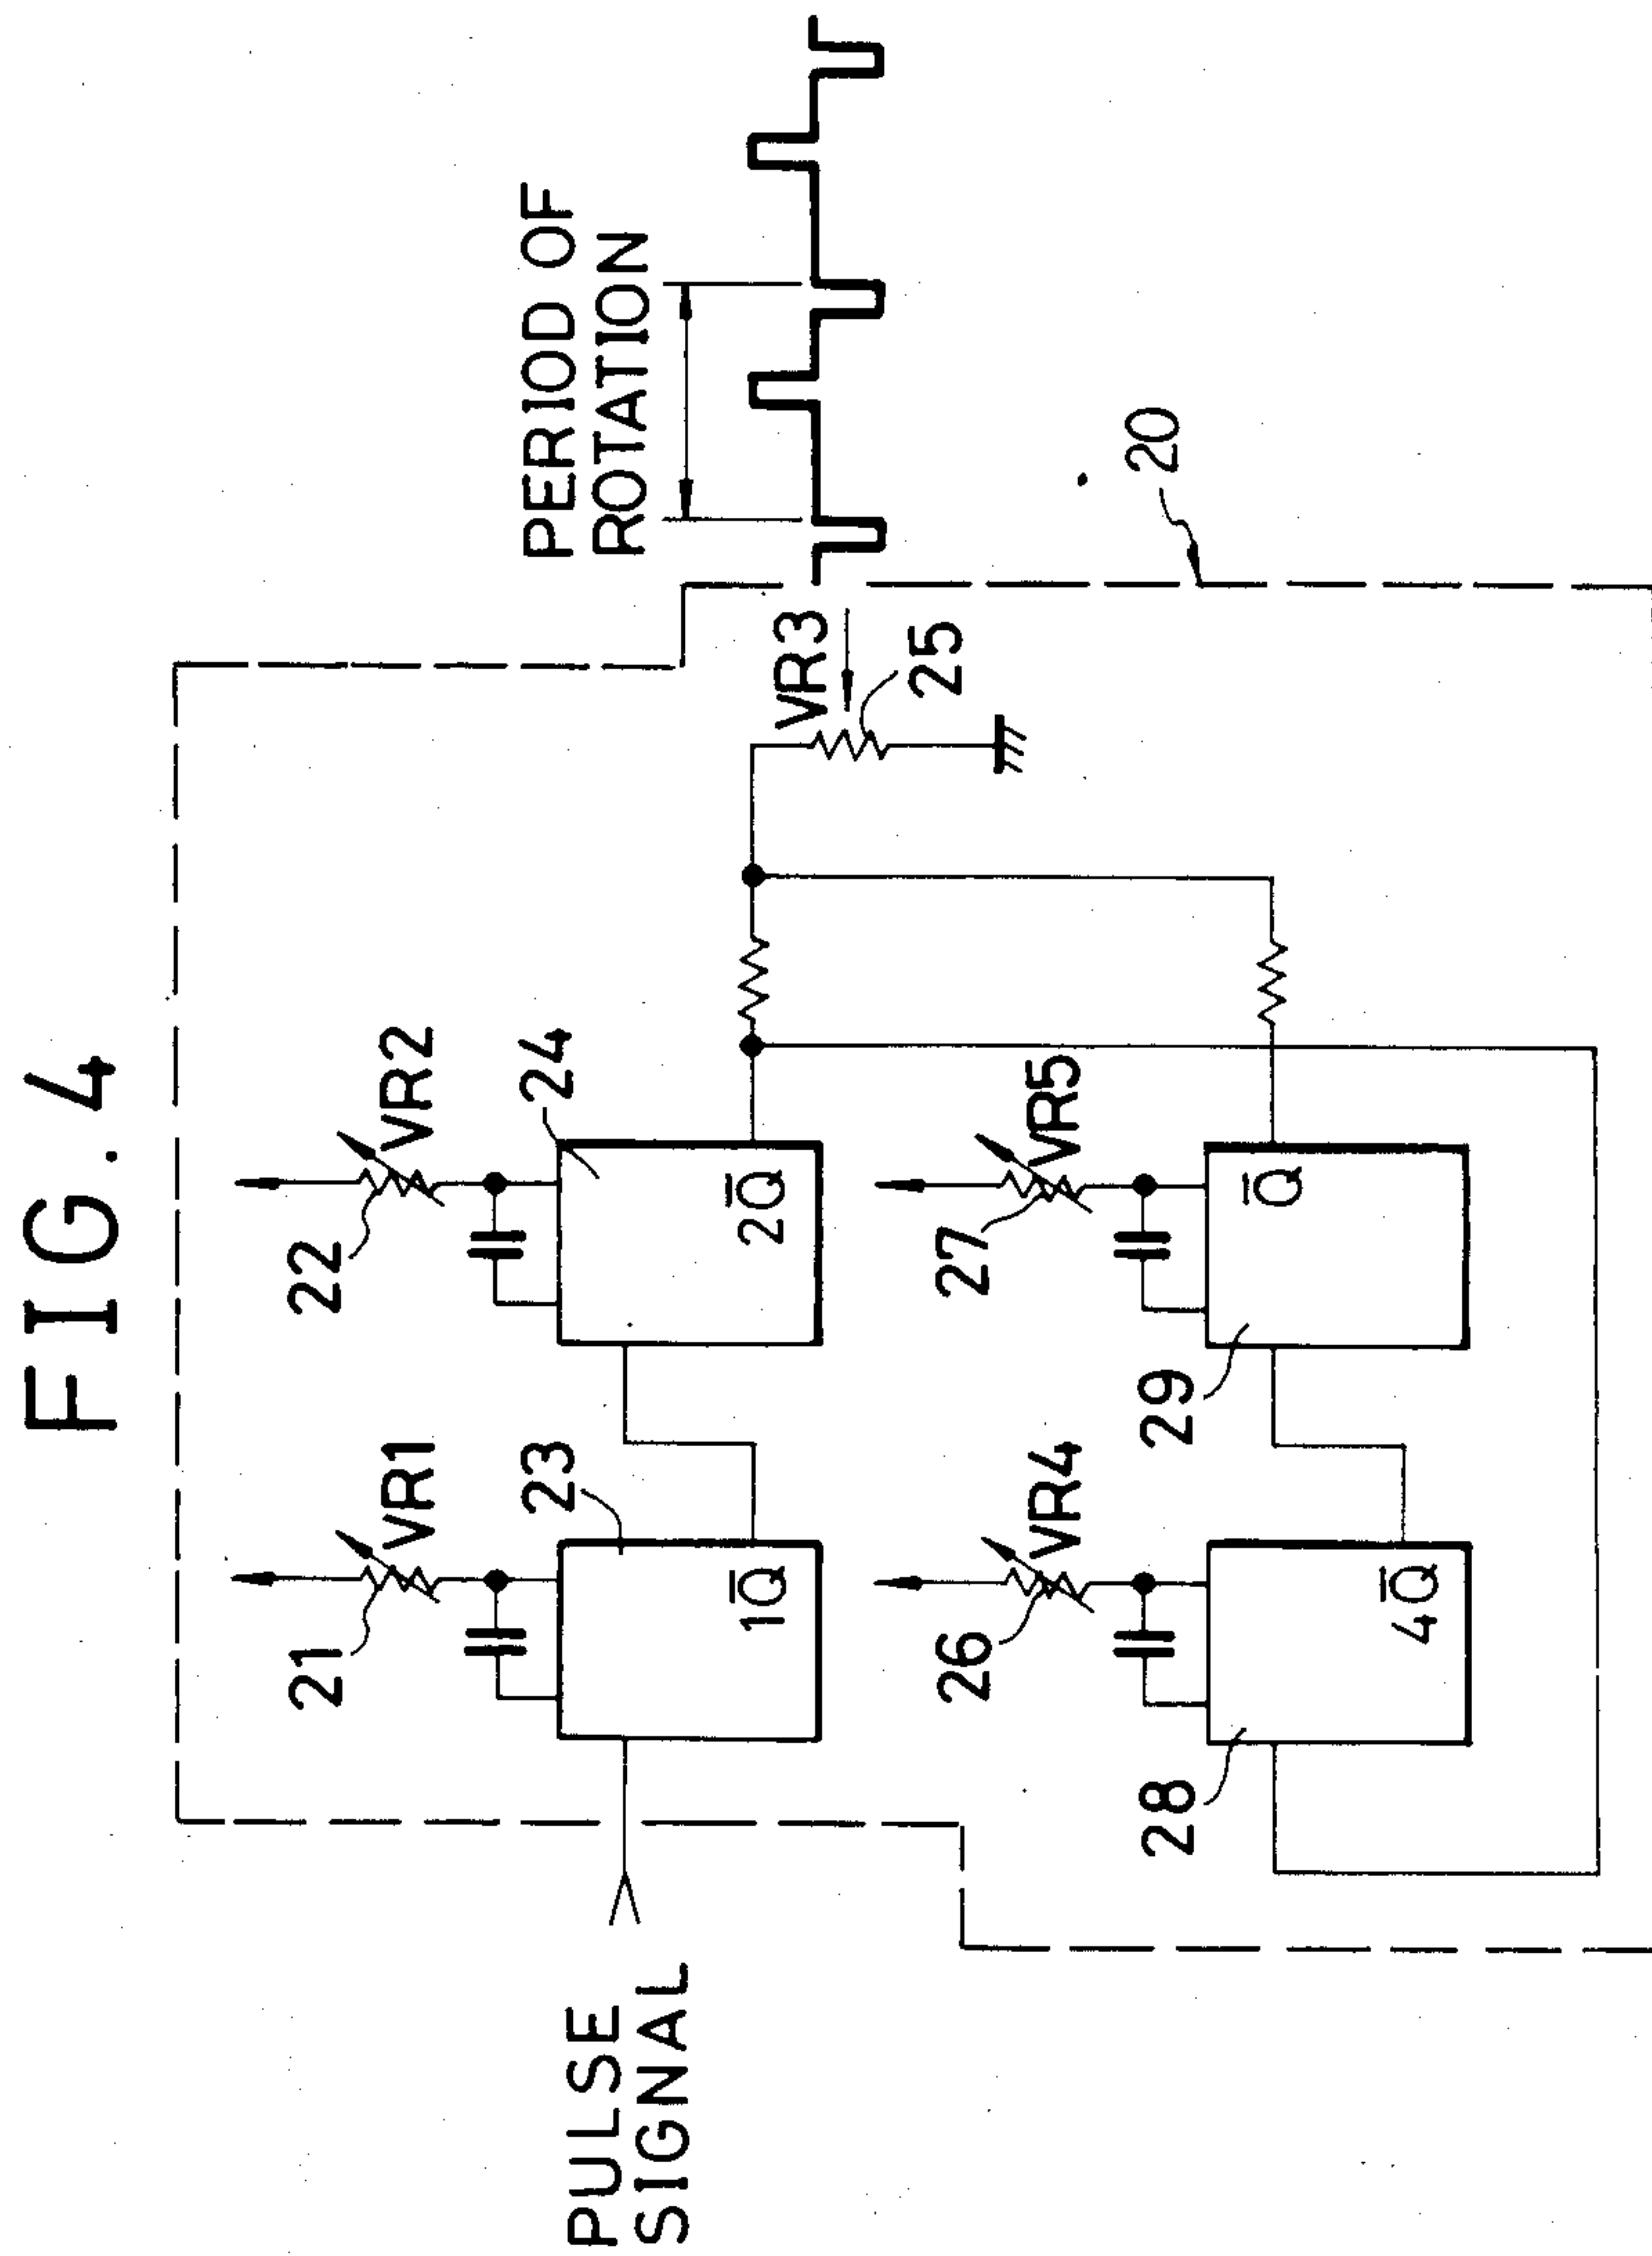 FIG. 4
PERIOD OF
ROTATION
PULSE
SIGNAL
21
VR1
22
VR2
23
24
1Q̅
2Q̅
VR3
25
20
26
VR4
27
VR5
28
29
4Q̅
Q̅